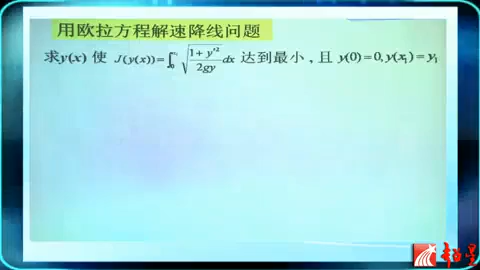 用欧拉方程解速降线问题
求y(x) 使 J(y(x))=∫₀^{x₁} √((1+y′²)/(2gy)) dx 达到最小，且 y(0)=0, y(x₁)=y₁